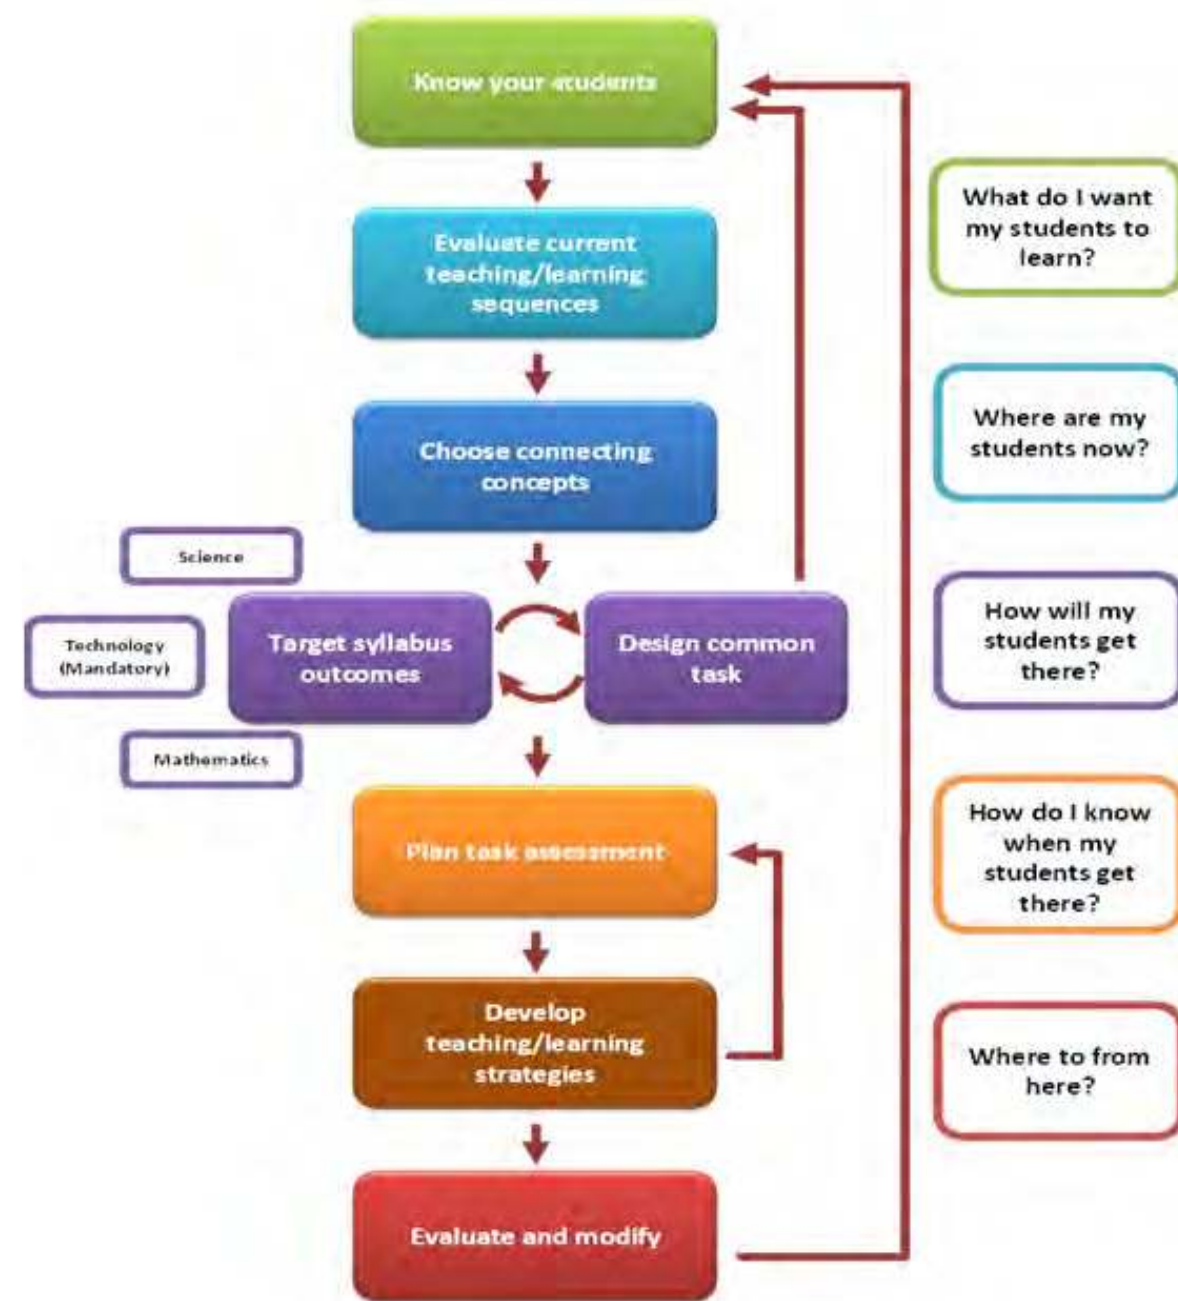 Know your students
Evaluate current
teaching/learning
sequences
Choose connecting
concepts
Science
Technology
(Mandatory)
Mathematics
Target syllabus
outcomes
Design common
task
Plan task assessment
Develop
teaching/learning
strategies
Evaluate and modify
What do I want
my students to
learn?
Where are my
students now?
How will my
students get
there?
How do I know
when my
students get
there?
Where to from
here?